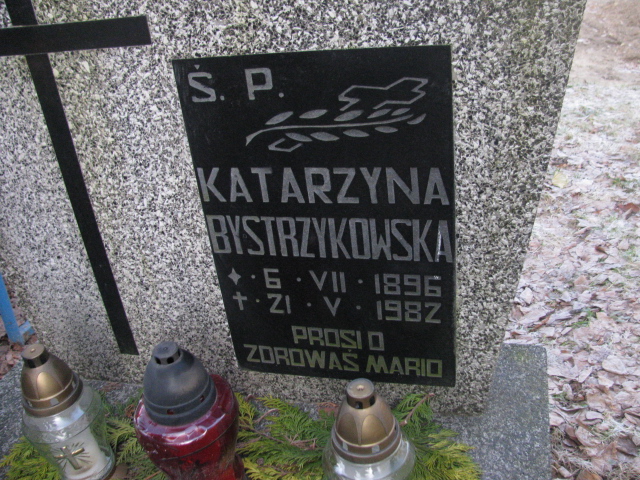 Ś. P.
KATARZYNA
BYSTRZYKOWSKA
6 · VII · 1896
† · 21 · V · 1982
PROSI O
ZDROWAŚ MARIO